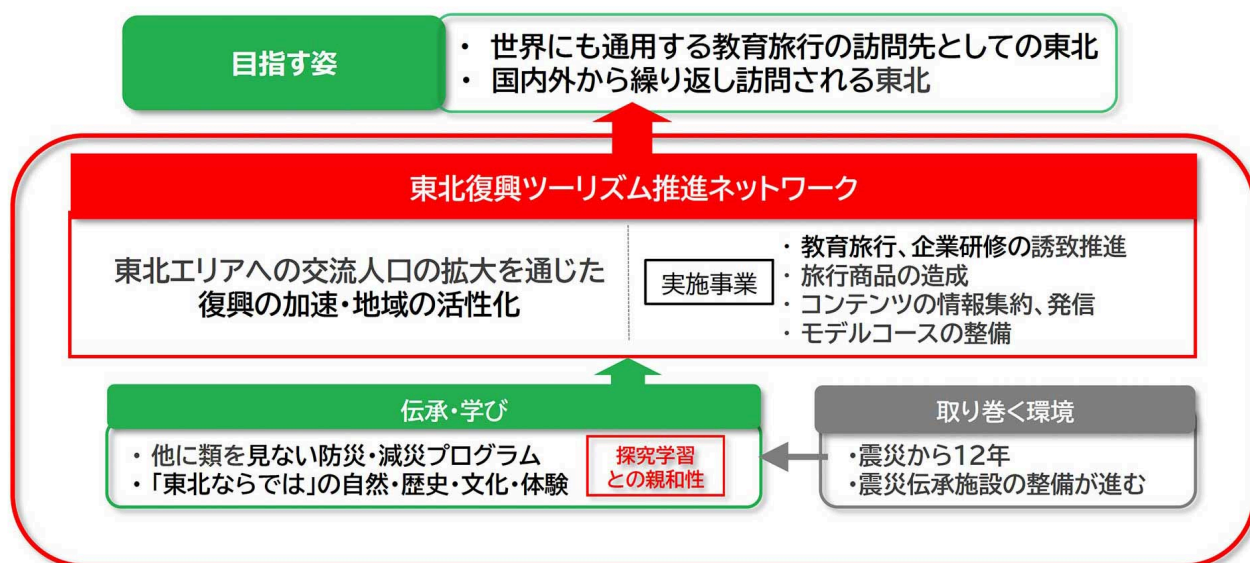 目指す姿
・ 世界にも通用する教育旅行の訪問先としての東北
・ 国内外から繰り返し訪問される東北
東北復興ツーリズム推進ネットワーク
東北エリアへの交流人口の拡大を通じた
復興の加速・地域の活性化
実施事業
・ 教育旅行、企業研修の誘致推進
・ 旅行商品の造成
・ コンテンツの情報集約、発信
・ モデルコースの整備
伝承・学び
・ 他に類を見ない防災・減災プログラム
・「東北ならでは」の自然・歴史・文化・体験
探究学習
との親和性
取り巻く環境
・震災から12年
・震災伝承施設の整備が進む